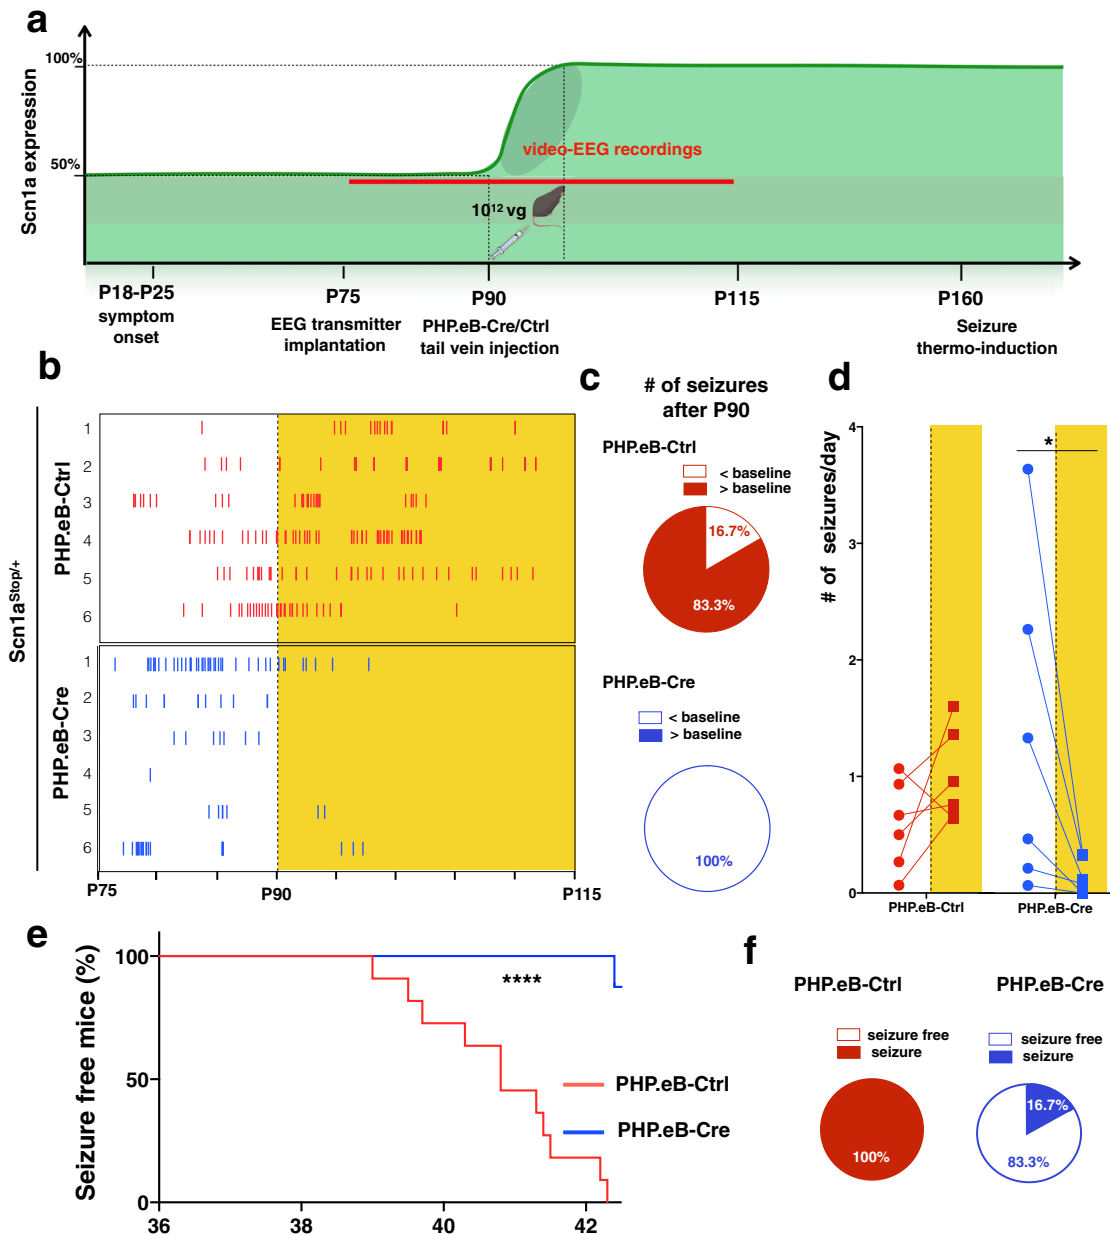 a
Scn1a expression
100%
50%
video-EEG recordings
10¹² vg
P18-P25
symptom
onset
P75
EEG transmitter
implantation
P90
PHP.eB-Cre/Ctrl
tail vein injection
P115
P160
Seizure
thermo-induction
b
Scn1aStop/+
PHP.eB-Ctrl
1
2
3
4
5
6
PHP.eB-Cre
1
2
3
4
5
6
P75
P90
P115
c
# of seizures
after P90
PHP.eB-Ctrl
< baseline
> baseline
16.7%
83.3%
PHP.eB-Cre
< baseline
> baseline
100%
d
# of seizures/day
4
3
2
1
0
*
PHP.eB-Ctrl
PHP.eB-Cre
e
Seizure free mice (%)
100
50
0
****
PHP.eB-Ctrl
PHP.eB-Cre
36
38
40
42
f
PHP.eB-Ctrl
seizure free
seizure
100%
PHP.eB-Cre
seizure free
seizure
16.7%
83.3%